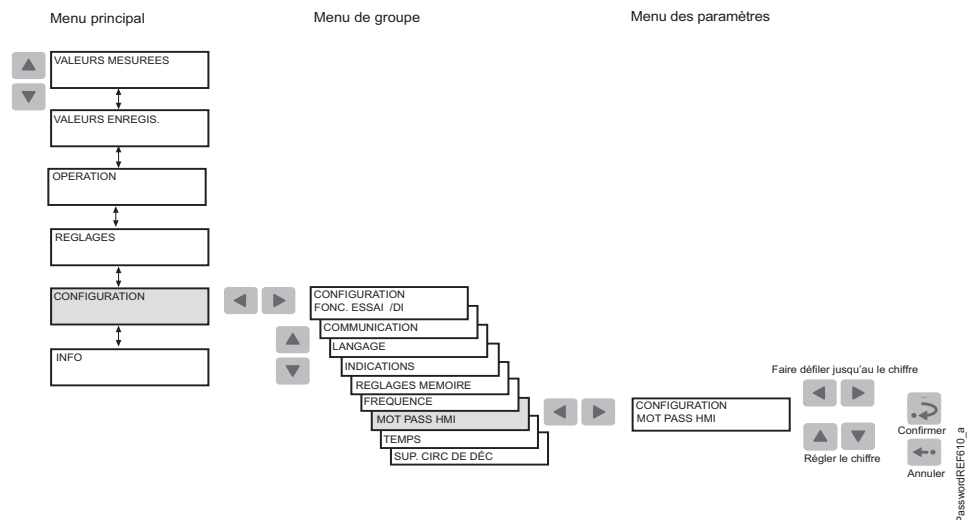 Menu principal
Menu de groupe
Menu des paramètres
VALEURS MESUREES
VALEURS ENREGIS.
OPERATION
REGLAGES
CONFIGURATION
INFO
CONFIGURATION
FONC. ESSAI /DI
COMMUNICATION
LANGAGE
INDICATIONS
REGLAGES MEMOIRE
FREQUENCE
MOT PASS HMI
TEMPS
SUP. CIRC DE DÉC
CONFIGURATION
MOT PASS HMI
Faire défiler jusqu'au le chiffre
Régler le chiffre
Confirmer
Annuler
PasswordREF610_a